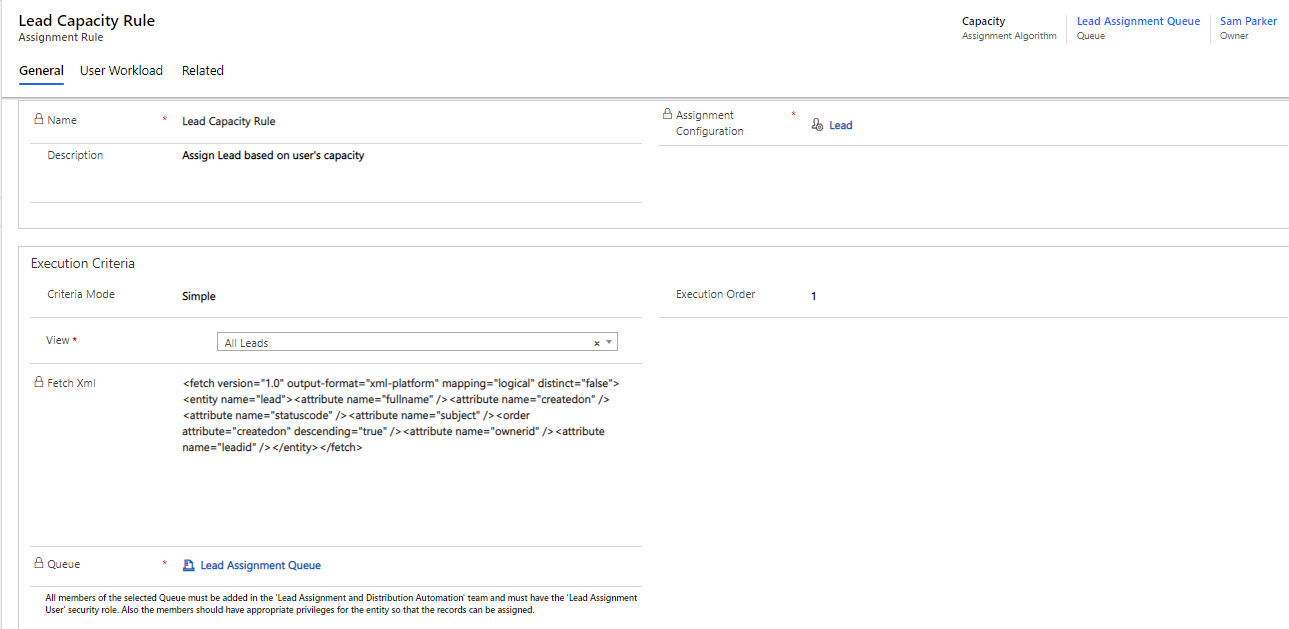 Lead Capacity Rule
Assignment Rule
Capacity
Assignment Algorithm
Lead Assignment Queue
Queue
Sam Parker
Owner
General
User Workload
Related
Name
*
Lead Capacity Rule
Assignment
Configuration
*
Lead
Description
Assign Lead based on user's capacity
Execution Criteria
Criteria Mode
Simple
Execution Order
1
View *
All Leads
Fetch Xml
<fetch version="1.0" output-format="xml-platform" mapping="logical" distinct="false">
<entity name="lead"><attribute name="fullname" /><attribute name="createdon" />
<attribute name="statuscode" /><attribute name="subject" /><order
attribute="createdon" descending="true" /><attribute name="ownerid" /><attribute
name="leadid" /></entity></fetch>
Queue
*
Lead Assignment Queue
All members of the selected Queue must be added in the 'Lead Assignment and Distribution Automation' team and must have the 'Lead Assignment
User' security role. Also the members should have appropriate privileges for the entity so that the records can be assigned.